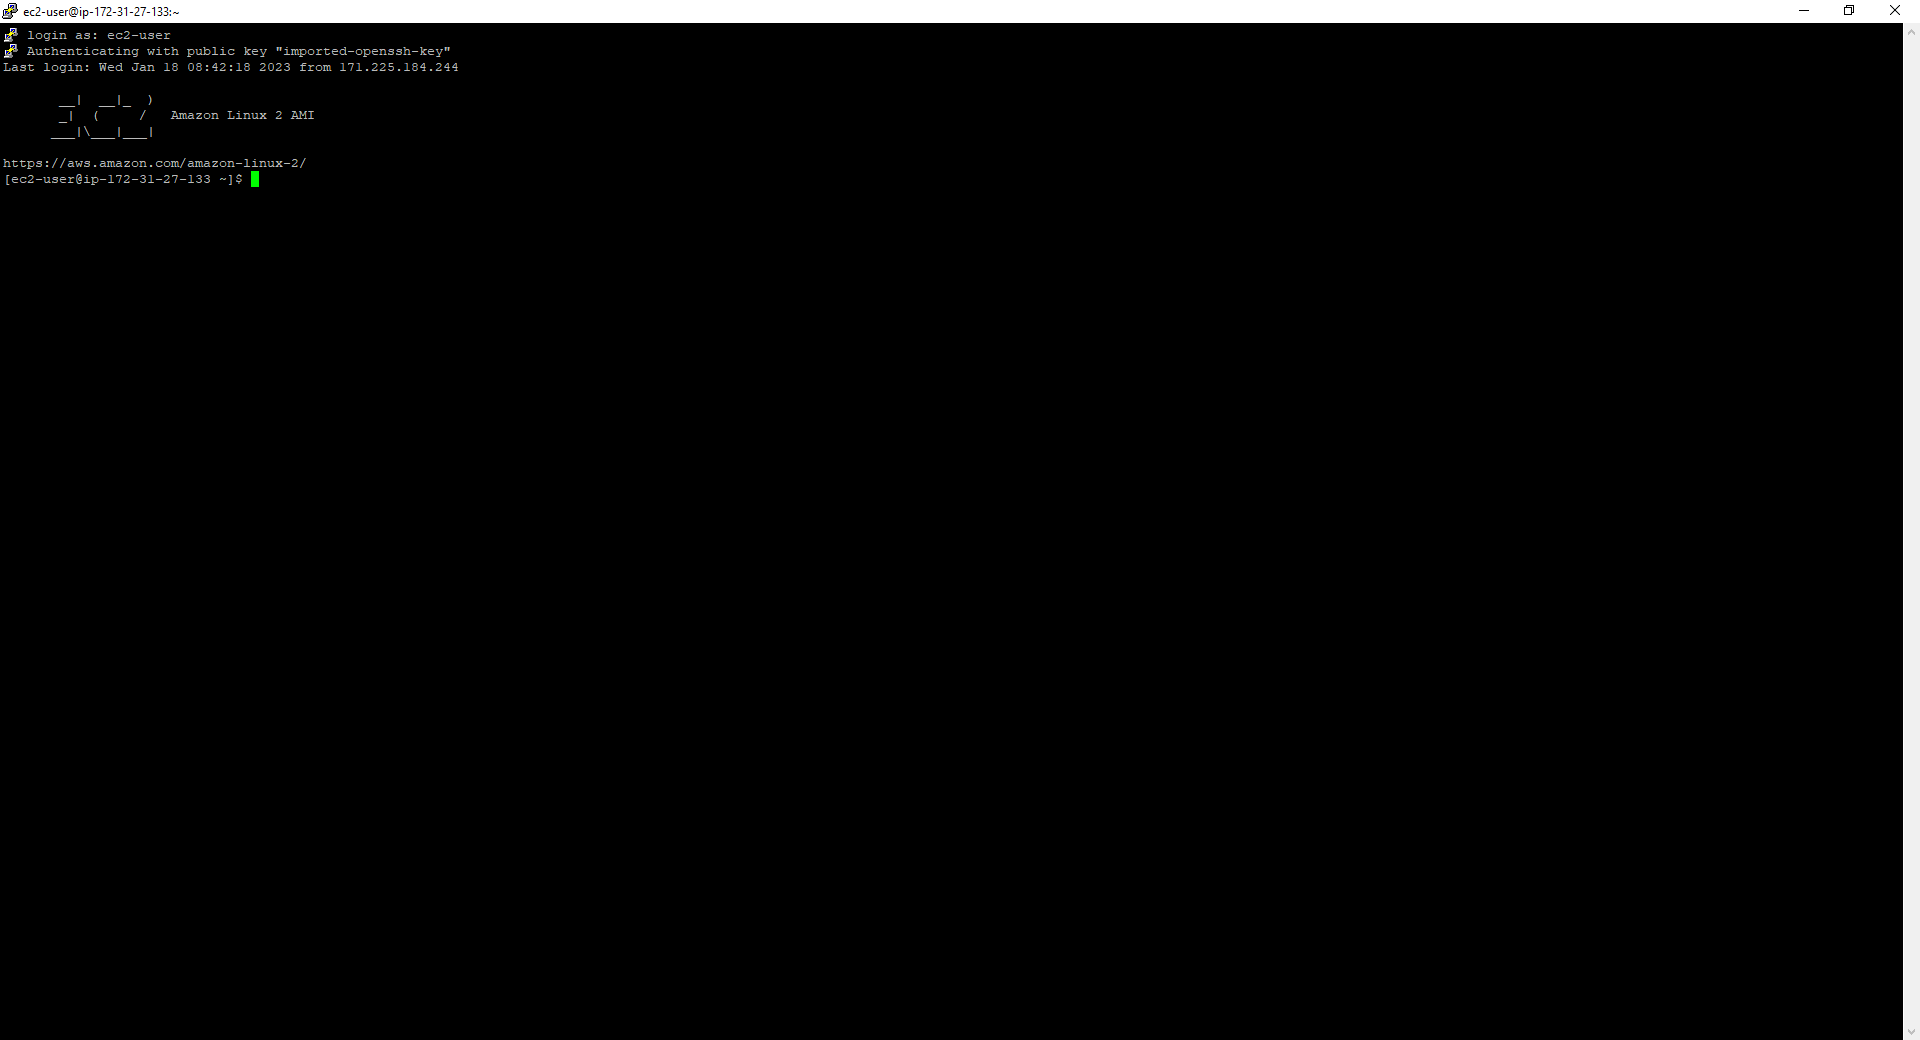 ec2-user@ip-172-31-27-133:~
login as: ec2-user
Authenticating with public key "imported-openssh-key"
Last login: Wed Jan 18 08:42:18 2023 from 171.225.184.244
       __|  __|_  )
       _|  (     /   Amazon Linux 2 AMI
      ___|\___|___|
https://aws.amazon.com/amazon-linux-2/
[ec2-user@ip-172-31-27-133 ~]$